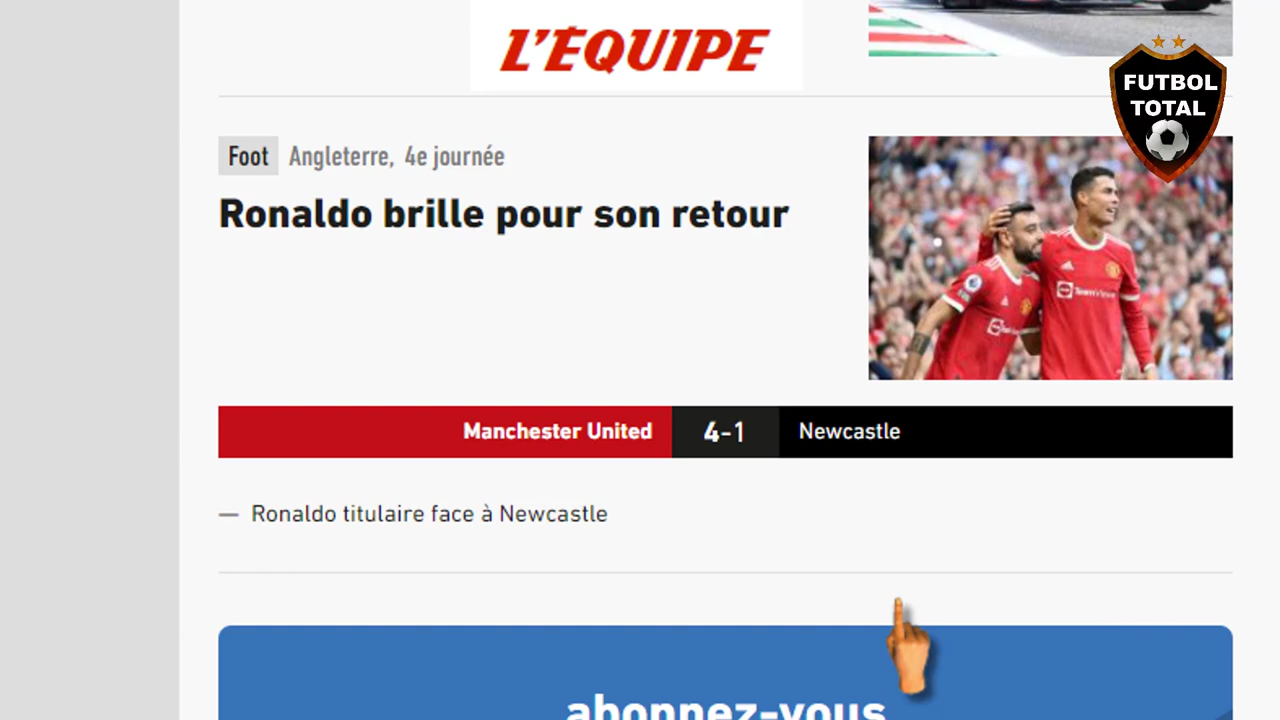 L'ÉQUIPE
FUTBOL
TOTAL
Foot Angleterre, 4e journée
Ronaldo brille pour son retour
TeamViewer
Manchester United 4-1 Newcastle
— Ronaldo titulaire face à Newcastle
abonnez-vous